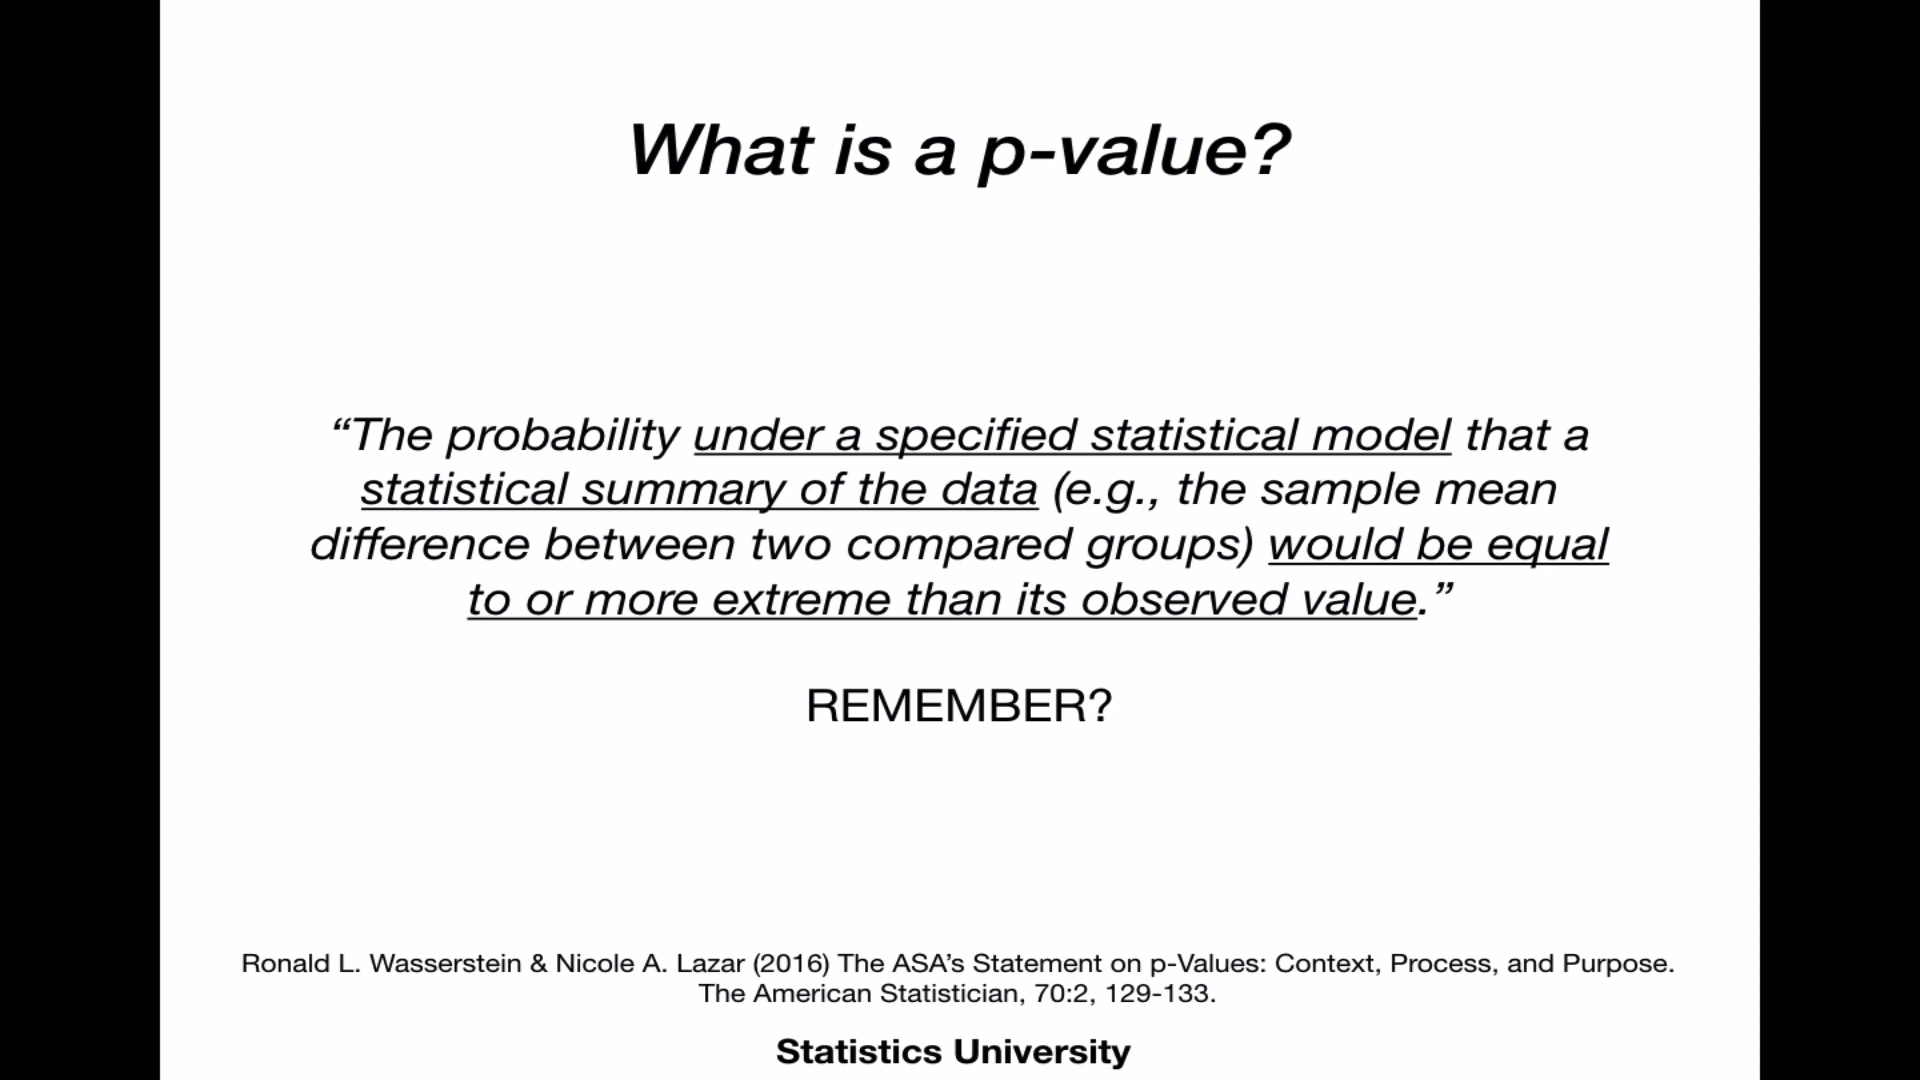 What is a p-value?
“The probability under a specified statistical model that a
statistical summary of the data (e.g., the sample mean
difference between two compared groups) would be equal
to or more extreme than its observed value.”
REMEMBER?
Ronald L. Wasserstein & Nicole A. Lazar (2016) The ASA’s Statement on p-Values: Context, Process, and Purpose.
The American Statistician, 70:2, 129-133.
Statistics University